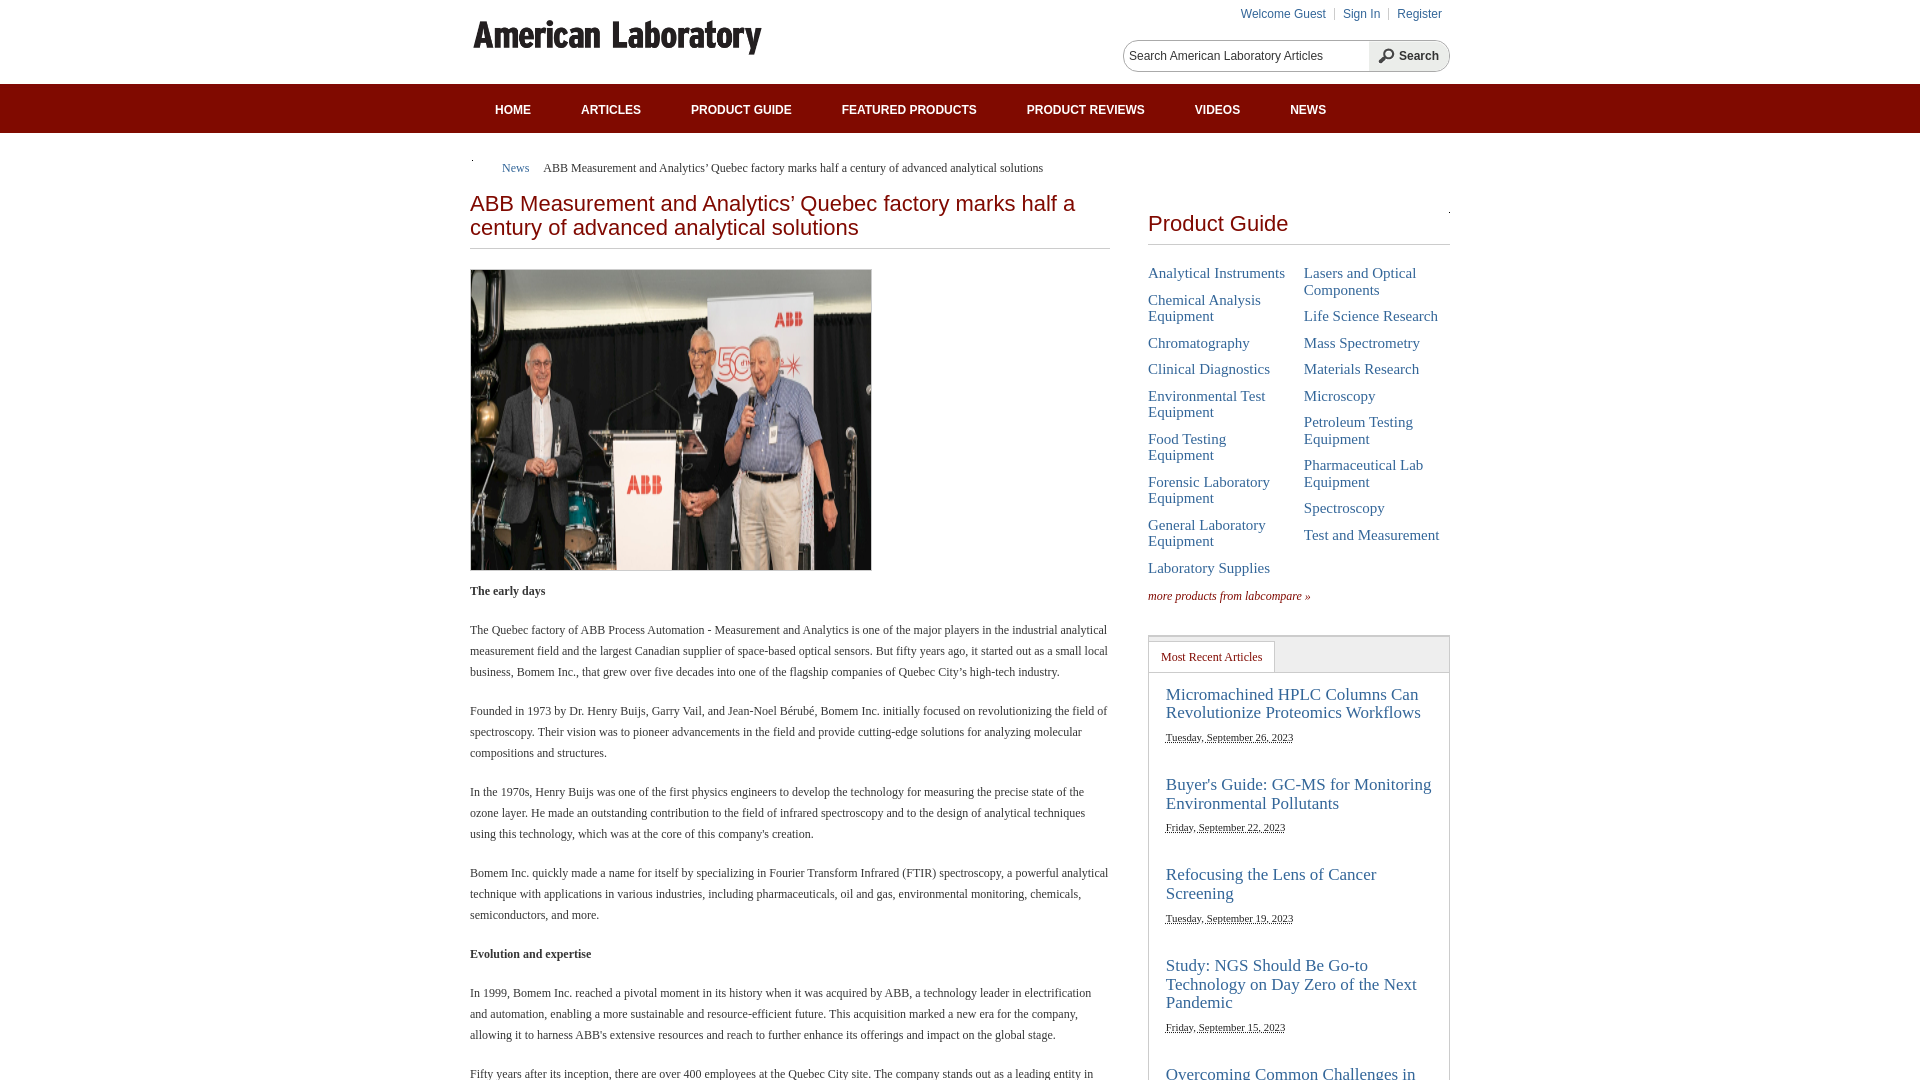 American Laboratory
Welcome Guest
Sign In
Register
Search American Laboratory Articles
Search
HOME
ARTICLES
PRODUCT GUIDE
FEATURED PRODUCTS
PRODUCT REVIEWS
VIDEOS
NEWS
News
ABB Measurement and Analytics’ Quebec factory marks half a century of advanced analytical solutions
ABB Measurement and Analytics’ Quebec factory marks half a
century of advanced analytical solutions
ABB
50
ABB
The early days
The Quebec factory of ABB Process Automation - Measurement and Analytics is one of the major players in the industrial analytical
measurement field and the largest Canadian supplier of space-based optical sensors. But fifty years ago, it started out as a small local
business, Bomem Inc., that grew over five decades into one of the flagship companies of Quebec City’s high-tech industry.
Founded in 1973 by Dr. Henry Buijs, Garry Vail, and Jean-Noel Bérubé, Bomem Inc. initially focused on revolutionizing the field of
spectroscopy. Their vision was to pioneer advancements in the field and provide cutting-edge solutions for analyzing molecular
compositions and structures.
In the 1970s, Henry Buijs was one of the first physics engineers to develop the technology for measuring the precise state of the
ozone layer. He made an outstanding contribution to the field of infrared spectroscopy and to the design of analytical techniques
using this technology, which was at the core of this company's creation.
Bomem Inc. quickly made a name for itself by specializing in Fourier Transform Infrared (FTIR) spectroscopy, a powerful analytical
technique with applications in various industries, including pharmaceuticals, oil and gas, environmental monitoring, chemicals,
semiconductors, and more.
Evolution and expertise
In 1999, Bomem Inc. reached a pivotal moment in its history when it was acquired by ABB, a technology leader in electrification
and automation, enabling a more sustainable and resource-efficient future. This acquisition marked a new era for the company,
allowing it to harness ABB's extensive resources and reach to further enhance its offerings and impact on the global stage.
Fifty years after its inception, there are over 400 employees at the Quebec City site. The company stands out as a leading entity in
Product Guide
Analytical Instruments
Chemical Analysis
Equipment
Chromatography
Clinical Diagnostics
Environmental Test
Equipment
Food Testing
Equipment
Forensic Laboratory
Equipment
General Laboratory
Equipment
Laboratory Supplies
Lasers and Optical
Components
Life Science Research
Mass Spectrometry
Materials Research
Microscopy
Petroleum Testing
Equipment
Pharmaceutical Lab
Equipment
Spectroscopy
Test and Measurement
more products from labcompare »
Most Recent Articles
Micromachined HPLC Columns Can
Revolutionize Proteomics Workflows
Tuesday, September 26, 2023
Buyer's Guide: GC-MS for Monitoring
Environmental Pollutants
Friday, September 22, 2023
Refocusing the Lens of Cancer
Screening
Tuesday, September 19, 2023
Study: NGS Should Be Go-to
Technology on Day Zero of the Next
Pandemic
Friday, September 15, 2023
Overcoming Common Challenges in